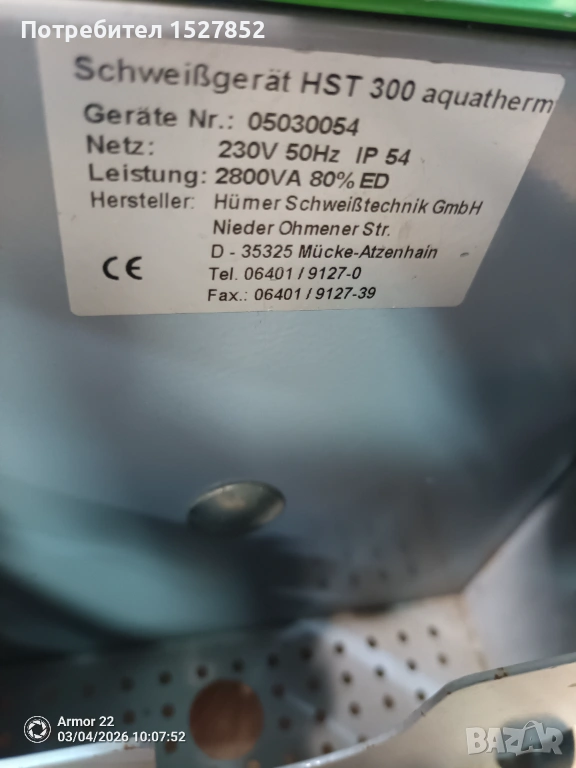 Потребител 1527852
Schweißgerät HST 300 aquatherm
Geräte Nr.: 05030054
Netz: 230V 50Hz IP 54
Leistung: 2800VA 80% ED
Hersteller: Hürner Schweißtechnik GmbH
Nieder Ohmener Str.
D - 35325 Mücke-Atzenhain
CE
Tel. 06401 / 9127-0
Fax.: 06401 / 9127-39
Armor 22
03/04/2026 10:07:52
BAZAR